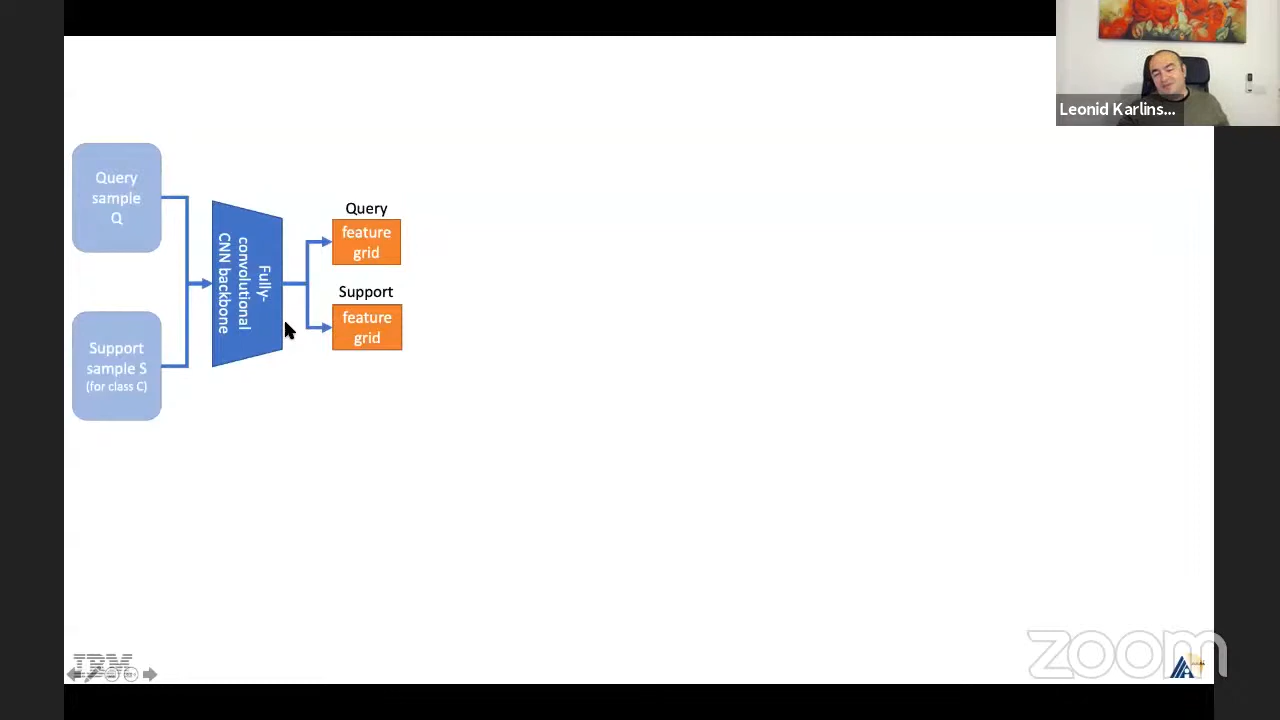 Leonid Karlins...
Query
sample
Q
Support
sample S
(for class C)
Fully-
convolutional
CNN backbone
Query
feature
grid
Support
feature
grid
IBM
zoom